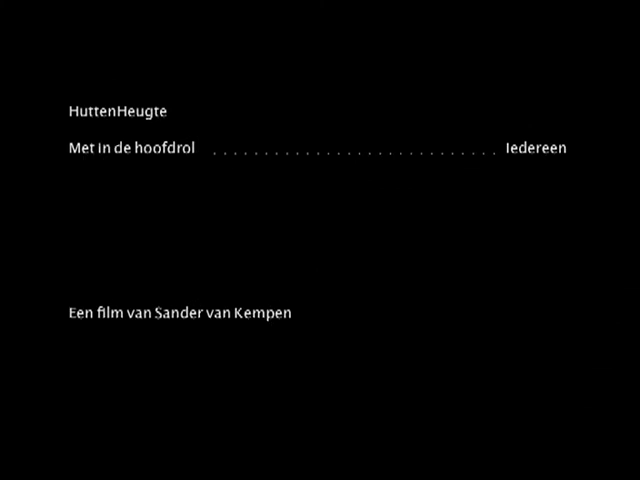 HuttenHeugte
Met in de hoofdrol . . . . . . . . . . . . . . . . . . . . . . . . . . . . Iedereen
Een film van Sander van Kempen